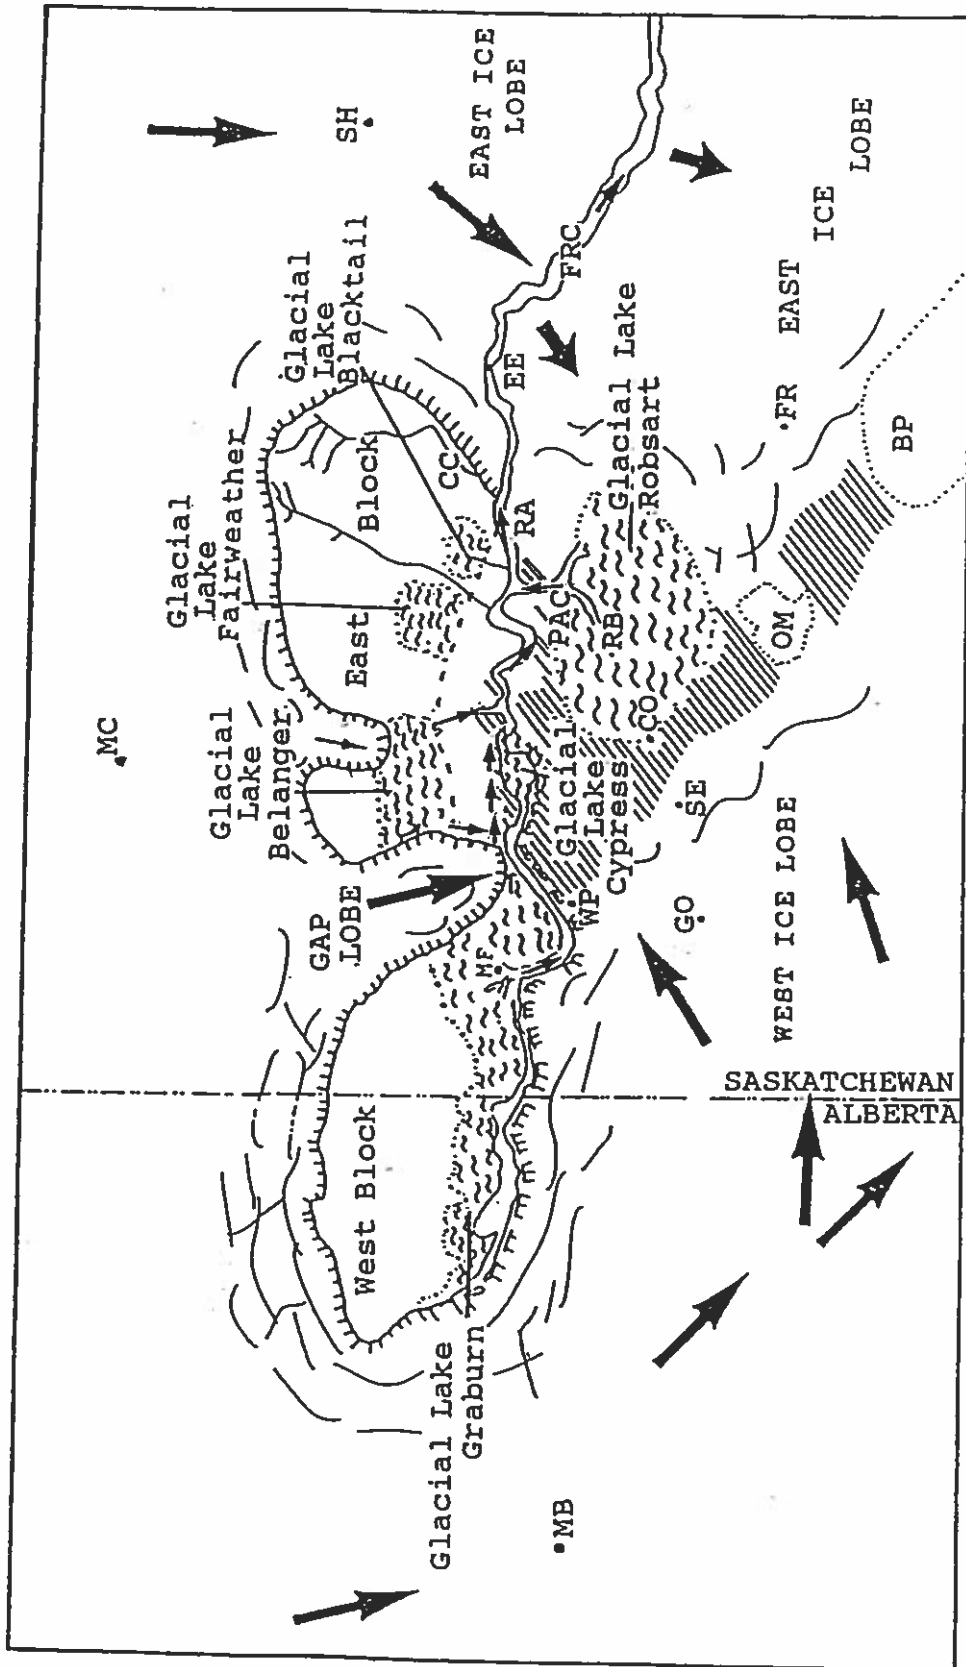 MC
SH
EAST ICE
LOBE
Glacial
Lake
Blacktail
Glacial
Lake
Fairweather
Glacial
Lake
Belanger
East
Block
CC
GAP
LOBE
West Block
EE
FRC
RA
PAC
RB
Glacial Lake
Robsart
EAST
ICE
LOBE
FR
BP
OM
CO
SE
Glacial
Lake
Cypress
WP
MF
GO
WEST ICE LOBE
SASKATCHEWAN
ALBERTA
Glacial Lake
Graburn
MB